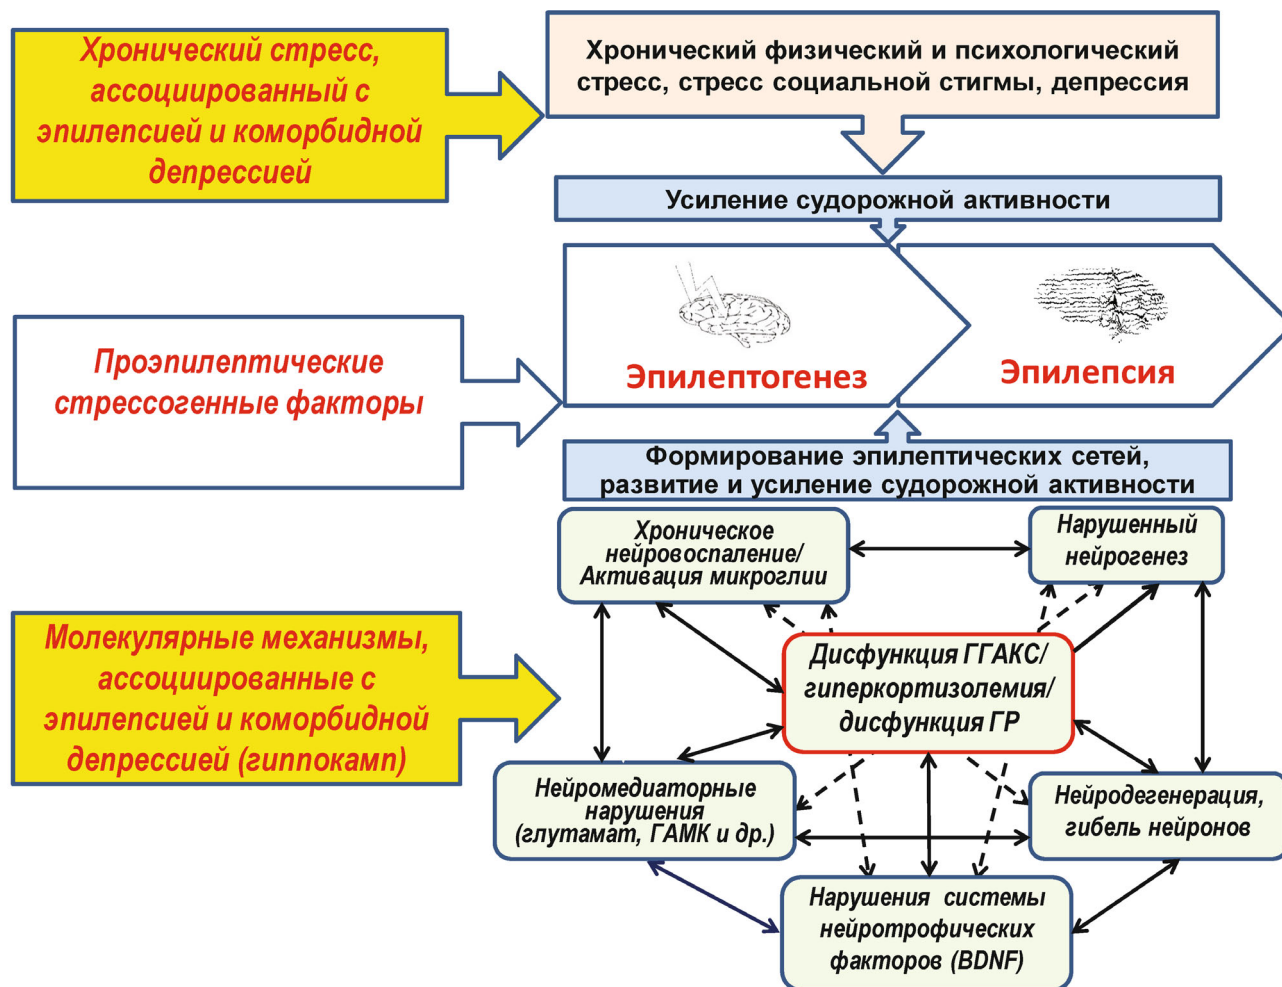 Хронический стресс,
ассоциированный с
эпилепсией и коморбидной
депрессией
Хронический физический и психологический
стресс, стресс социальной стигмы, депрессия
Усиление судорожной активности
Проэпилептические
стрессогенные факторы
Эпилептогенез
Эпилепсия
Формирование эпилептических сетей,
развитие и усиление судорожной активности
Молекулярные механизмы,
ассоциированные с
эпилепсией и коморбидной
депрессией (гиппокамп)
Хроническое
нейровоспаление/
Активация микроглии
Нарушенный
нейрогенез
Дисфункция ГГАКС/
гиперкортизолемия/
дисфункция ГР
Нейромедиаторные
нарушения
(глутамат, ГАМК и др.)
Нейродегенерация,
гибель нейронов
Нарушения системы
нейротрофических
факторов (BDNF)